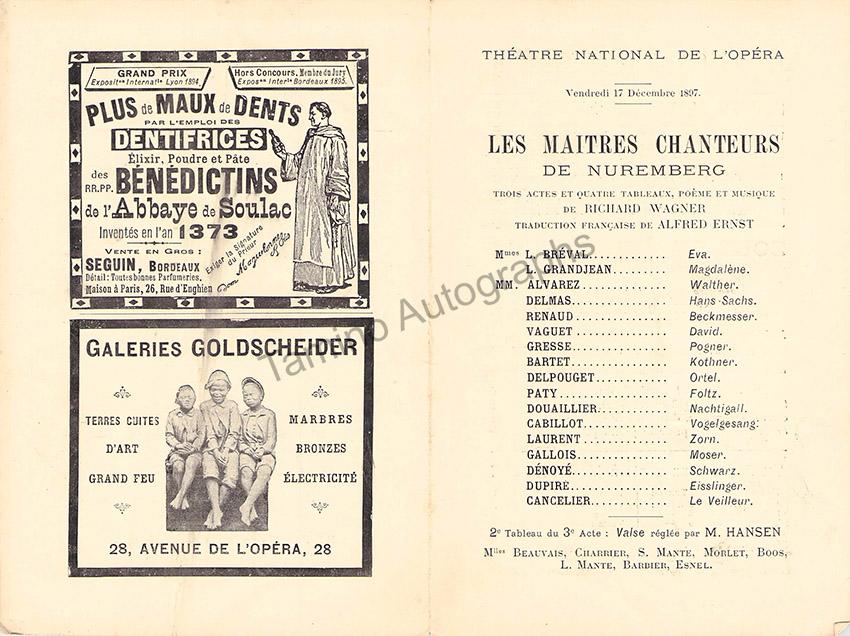 GRAND PRIX
Exposit^on Internat^le Lyon 1894.
Hors Concours. Membre du Jury
Expos^on Inter^le Bordeaux 1895.
PLUS de MAUX de DENTS
PAR L'EMPLOI DES
DENTIFRICES
Élixir, Poudre et Pâte
des RR.PP. BÉNÉDICTINS
de l'Abbaye de Soulac
Inventés en l'an 1373
VENTE EN GROS :
SEGUIN, BORDEAUX
Détail: Toutes bonnes Parfumeries.
Maison à Paris, 26, Rue d'Enghien
Exiger la Signature
du Prieur
GALERIES GOLDSCHEIDER
TERRES CUITES
D'ART
GRAND FEU
MARBRES
BRONZES
ÉLECTRICITÉ
28, AVENUE DE L'OPÉRA, 28
THÉATRE NATIONAL DE L'OPÉRA
Vendredi 17 Décembre 1897.
LES MAITRES CHANTEURS
DE NUREMBERG
TROIS ACTES ET QUATRE TABLEAUX, POÈME ET MUSIQUE
DE RICHARD WAGNER
TRADUCTION FRANÇAISE DE ALFRED ERNST
Mmes L. BRÉVAL............ Eva.
L. GRANDJEAN......... Magdalène.
MM. ALVAREZ............... Walther.
DELMAS............... Hans-Sachs.
RENAUD............... Beckmesser.
VAGUET............... David.
GRESSE............... Pogner.
BARTET............... Kothner.
DELPOUGET........... Ortel.
PATY................. Foltz.
DOUAILLIER........... Nachtigall.
CABILLOT............. Vogelgesang.
LAURENT............. Zorn.
GALLOIS.............. Moser.
DÉNOYÉ............... Schwarz.
DUPIRE............... Eisslinger.
CANCELIER............ Le Veilleur.
2e Tableau du 3e Acte : Valse réglée par M. HANSEN
Mlles BEAUVAIS, CHARRIER, S. MANTE, MORLET, BOOS,
L. MANTE, BARBIER, ESNEL.
Tamino Autographs